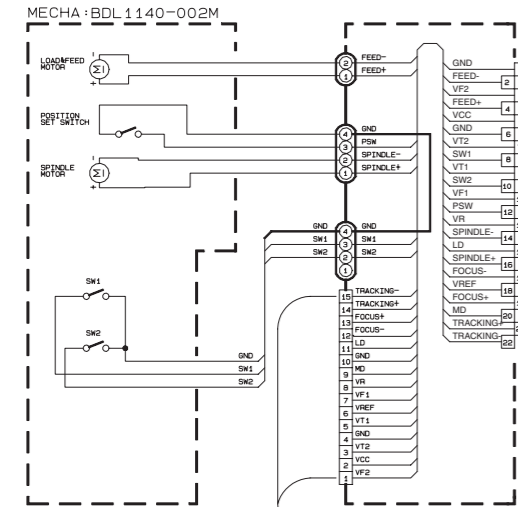 MECHA:BDL1140-002M
LOAD&FEED
MOTOR
-
M
+
2
FEED-
1
FEED+
POSITION
SET SWITCH
4
GND
3
PSW
2
SPINDLE-
1
SPINDLE+
SPINDLE
MOTOR
-
M
+
GND
4
GND
SW1
3
SW1
SW2
2
SW2
1
SW1
SW2
GND
SW1
SW2
15
TRACKING-
14
TRACKING+
13
FOCUS+
12
FOCUS-
11
LD
10
GND
9
MD
8
VR
7
VF1
6
VREF
5
VT1
4
GND
3
VT2
2
VCC
1
VF2
GND
FEED-
2
VF2
FEED+
4
VCC
GND
6
VT2
SW1
8
VT1
SW2
10
VF1
PSW
12
VR
SPINDLE-
14
LD
SPINDLE+
16
FOCUS-
VREF
18
FOCUS+
MD
20
TRACKING+
TRACKING-
22